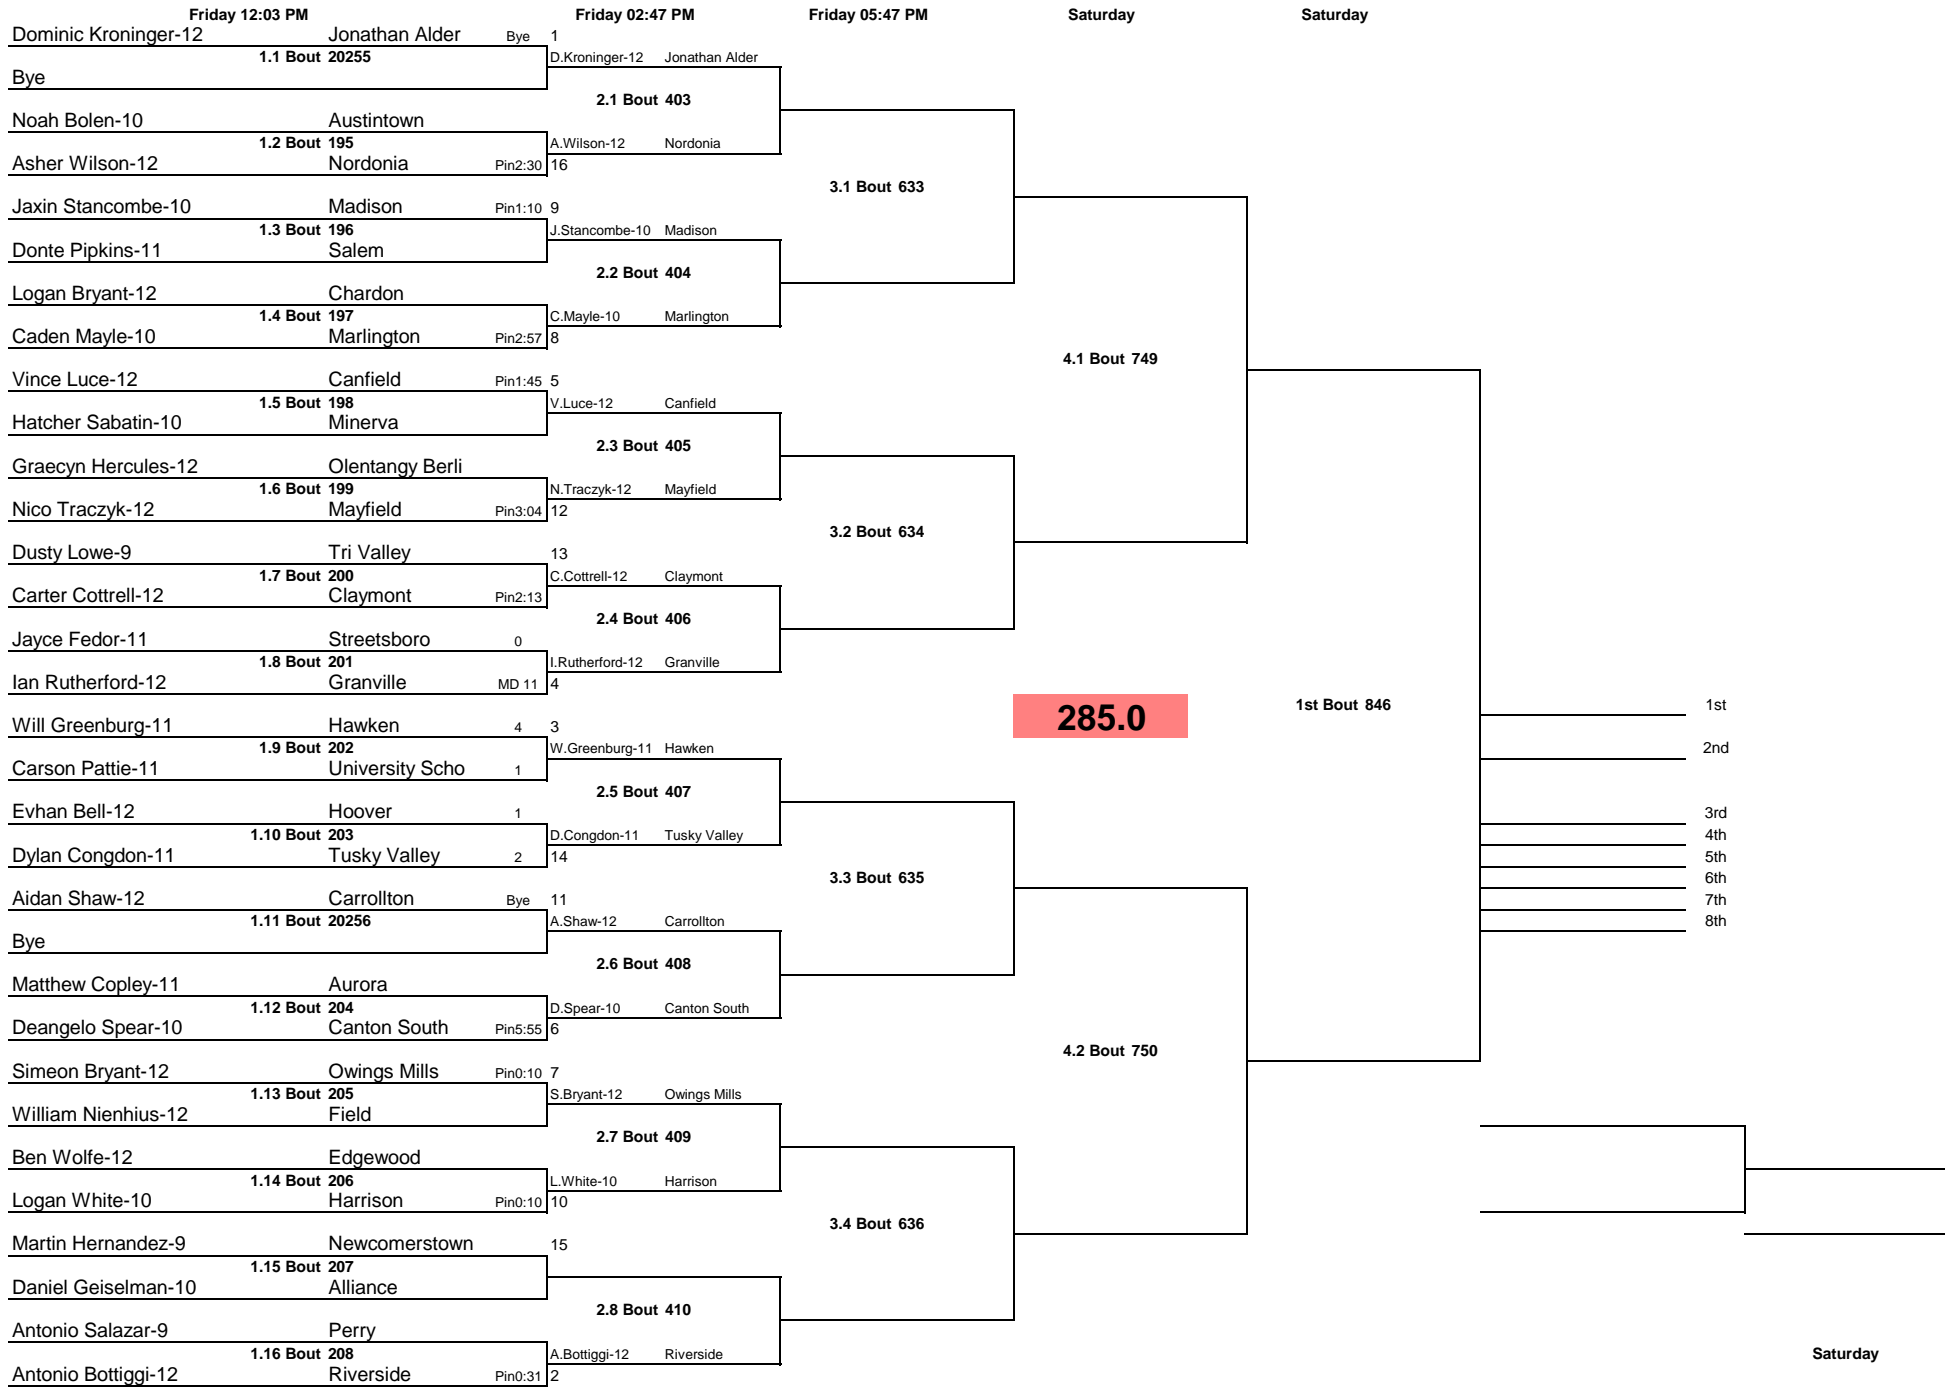 Friday 12:03 PM Friday 02:47 PM Friday 05:47 PM Saturday Saturday
Dominic Kroninger-12 Jonathan Alder Bye 1
1.1 Bout 20255 D.Kroninger-12 Jonathan Alder
Bye
2.1 Bout 403
Noah Bolen-10 Austintown
1.2 Bout 195 A.Wilson-12 Nordonia
Asher Wilson-12 Nordonia Pin2:30 16
3.1 Bout 633
Jaxin Stancombe-10 Madison Pin1:10 9
1.3 Bout 196 J.Stancombe-10 Madison
Donte Pipkins-11 Salem
2.2 Bout 404
Logan Bryant-12 Chardon
1.4 Bout 197 C.Mayle-10 Marlington
Caden Mayle-10 Marlington Pin2:57 8
4.1 Bout 749
Vince Luce-12 Canfield Pin1:45 5
1.5 Bout 198 V.Luce-12 Canfield
Hatcher Sabatin-10 Minerva
2.3 Bout 405
Graecyn Hercules-12 Olentangy Berli
1.6 Bout 199 N.Traczyk-12 Mayfield
Nico Traczyk-12 Mayfield Pin3:04 12
3.2 Bout 634
Dusty Lowe-9 Tri Valley 13
1.7 Bout 200 C.Cottrell-12 Claymont
Carter Cottrell-12 Claymont Pin2:13
2.4 Bout 406
Jayce Fedor-11 Streetsboro 0
1.8 Bout 201 I.Rutherford-12 Granville
Ian Rutherford-12 Granville MD 11 4
285.0 1st Bout 846 1st
Will Greenburg-11 Hawken 4 3
1.9 Bout 202 W.Greenburg-11 Hawken 2nd
Carson Pattie-11 University Scho 1
2.5 Bout 407
Evhan Bell-12 Hoover 1 3rd
1.10 Bout 203 D.Congdon-11 Tusky Valley 4th
Dylan Congdon-11 Tusky Valley 2 14 5th
3.3 Bout 635 6th
Aidan Shaw-12 Carrollton Bye 11 7th
1.11 Bout 20256 A.Shaw-12 Carrollton 8th
Bye
2.6 Bout 408
Matthew Copley-11 Aurora
1.12 Bout 204 D.Spear-10 Canton South
Deangelo Spear-10 Canton South Pin5:55 6
4.2 Bout 750
Simeon Bryant-12 Owings Mills Pin0:10 7
1.13 Bout 205 S.Bryant-12 Owings Mills
William Nienhius-12 Field
2.7 Bout 409
Ben Wolfe-12 Edgewood
1.14 Bout 206 L.White-10 Harrison
Logan White-10 Harrison Pin0:10 10
3.4 Bout 636
Martin Hernandez-9 Newcomerstown 15
1.15 Bout 207
Daniel Geiselman-10 Alliance
2.8 Bout 410
Antonio Salazar-9 Perry
1.16 Bout 208 A.Bottiggi-12 Riverside Saturday
Antonio Bottiggi-12 Riverside Pin0:31 2